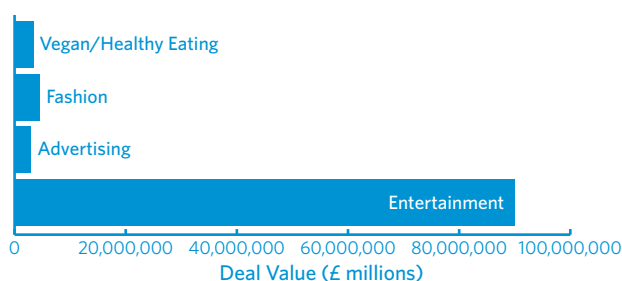 Vegan/Healthy Eating
Fashion
Advertising
Entertainment
0 20,000,000 40,000,000 60,000,000 80,000,000 100,000,000
Deal Value (£ millions)